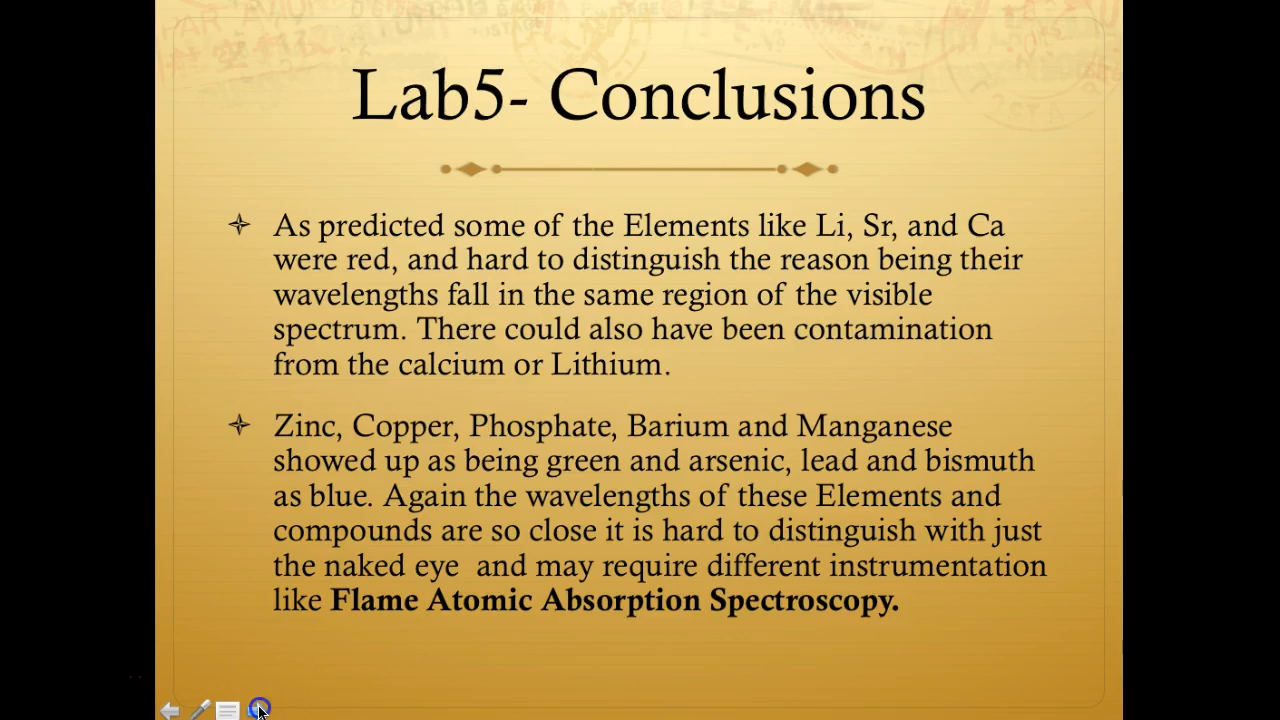 Lab5- Conclusions
As predicted some of the Elements like Li, Sr, and Ca
were red, and hard to distinguish the reason being their
wavelengths fall in the same region of the visible
spectrum. There could also have been contamination
from the calcium or Lithium.
Zinc, Copper, Phosphate, Barium and Manganese
showed up as being green and arsenic, lead and bismuth
as blue. Again the wavelengths of these Elements and
compounds are so close it is hard to distinguish with just
the naked eye  and may require different instrumentation
like Flame Atomic Absorption Spectroscopy.